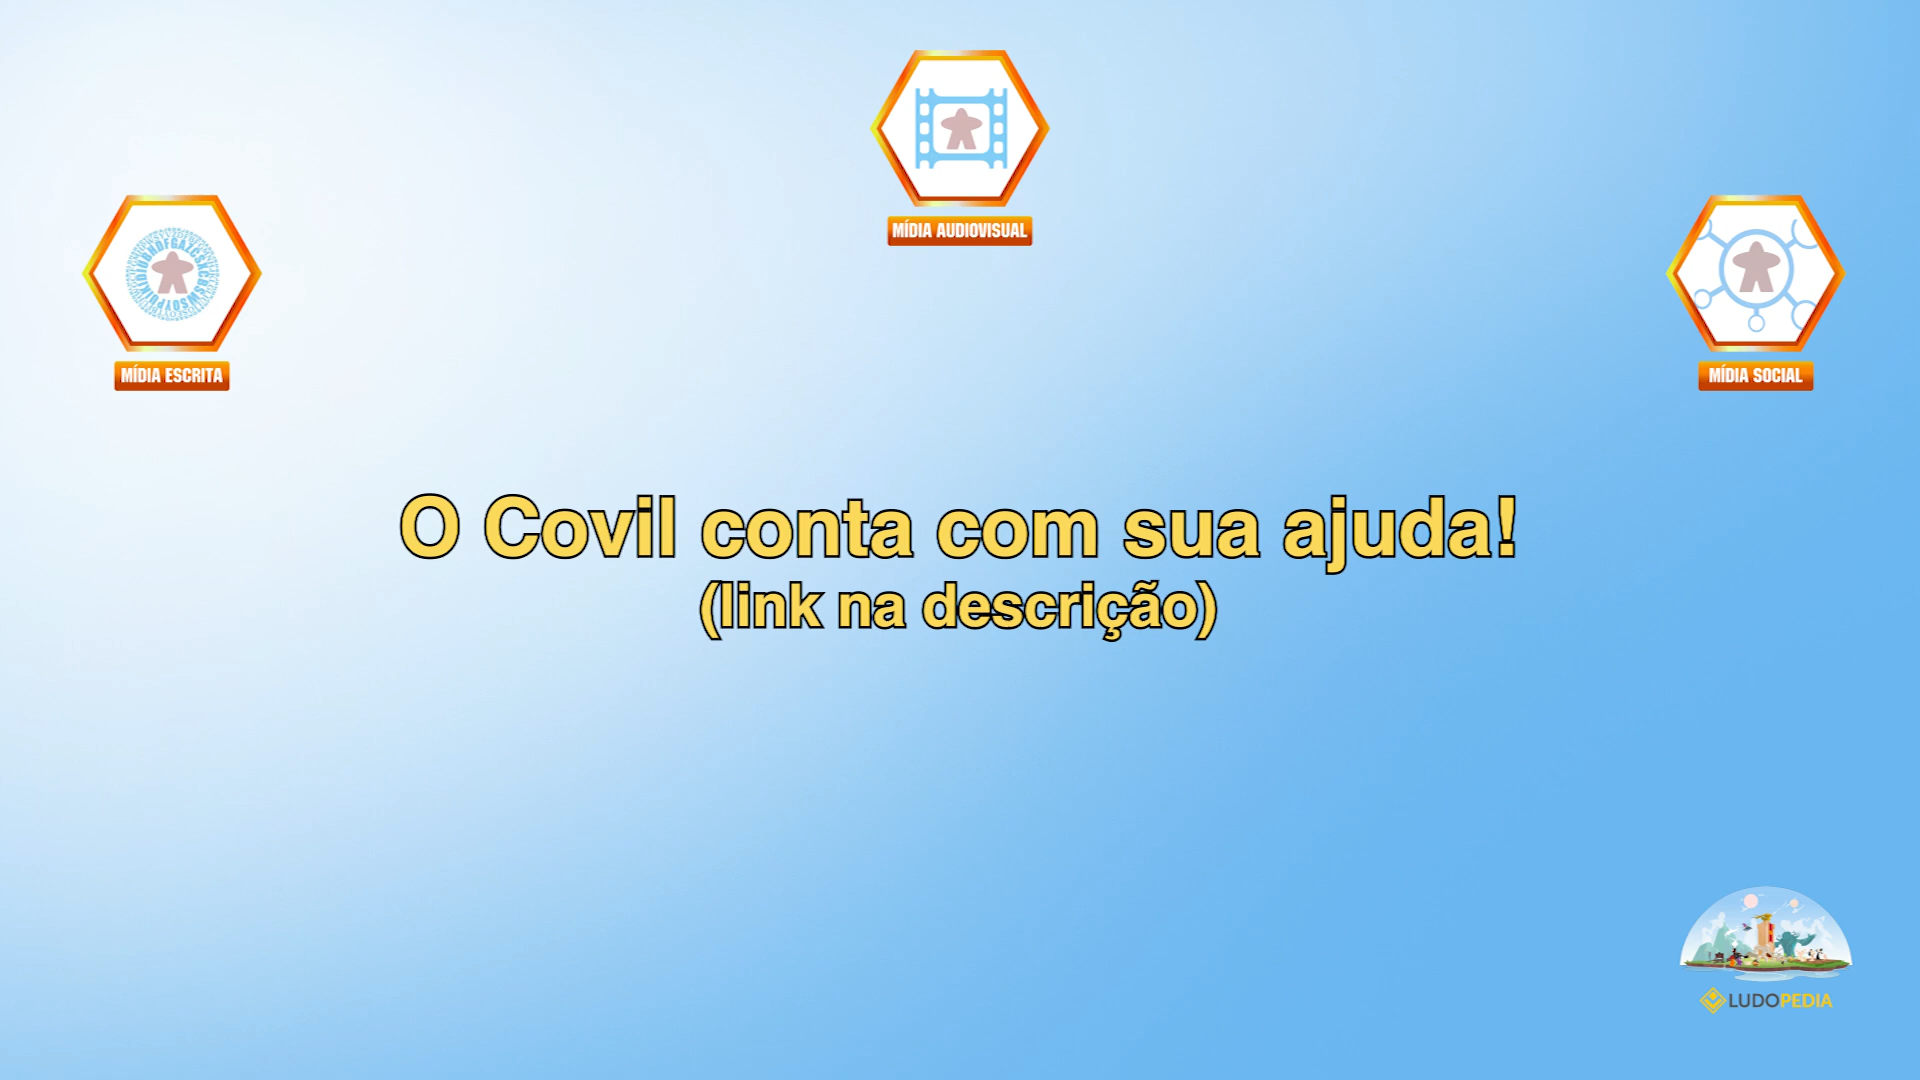 MÍDIA AUDIOVISUAL
MÍDIA ESCRITA
MÍDIA SOCIAL
O Covil conta com sua ajuda!
(link na descrição)
LUDOPEDIA